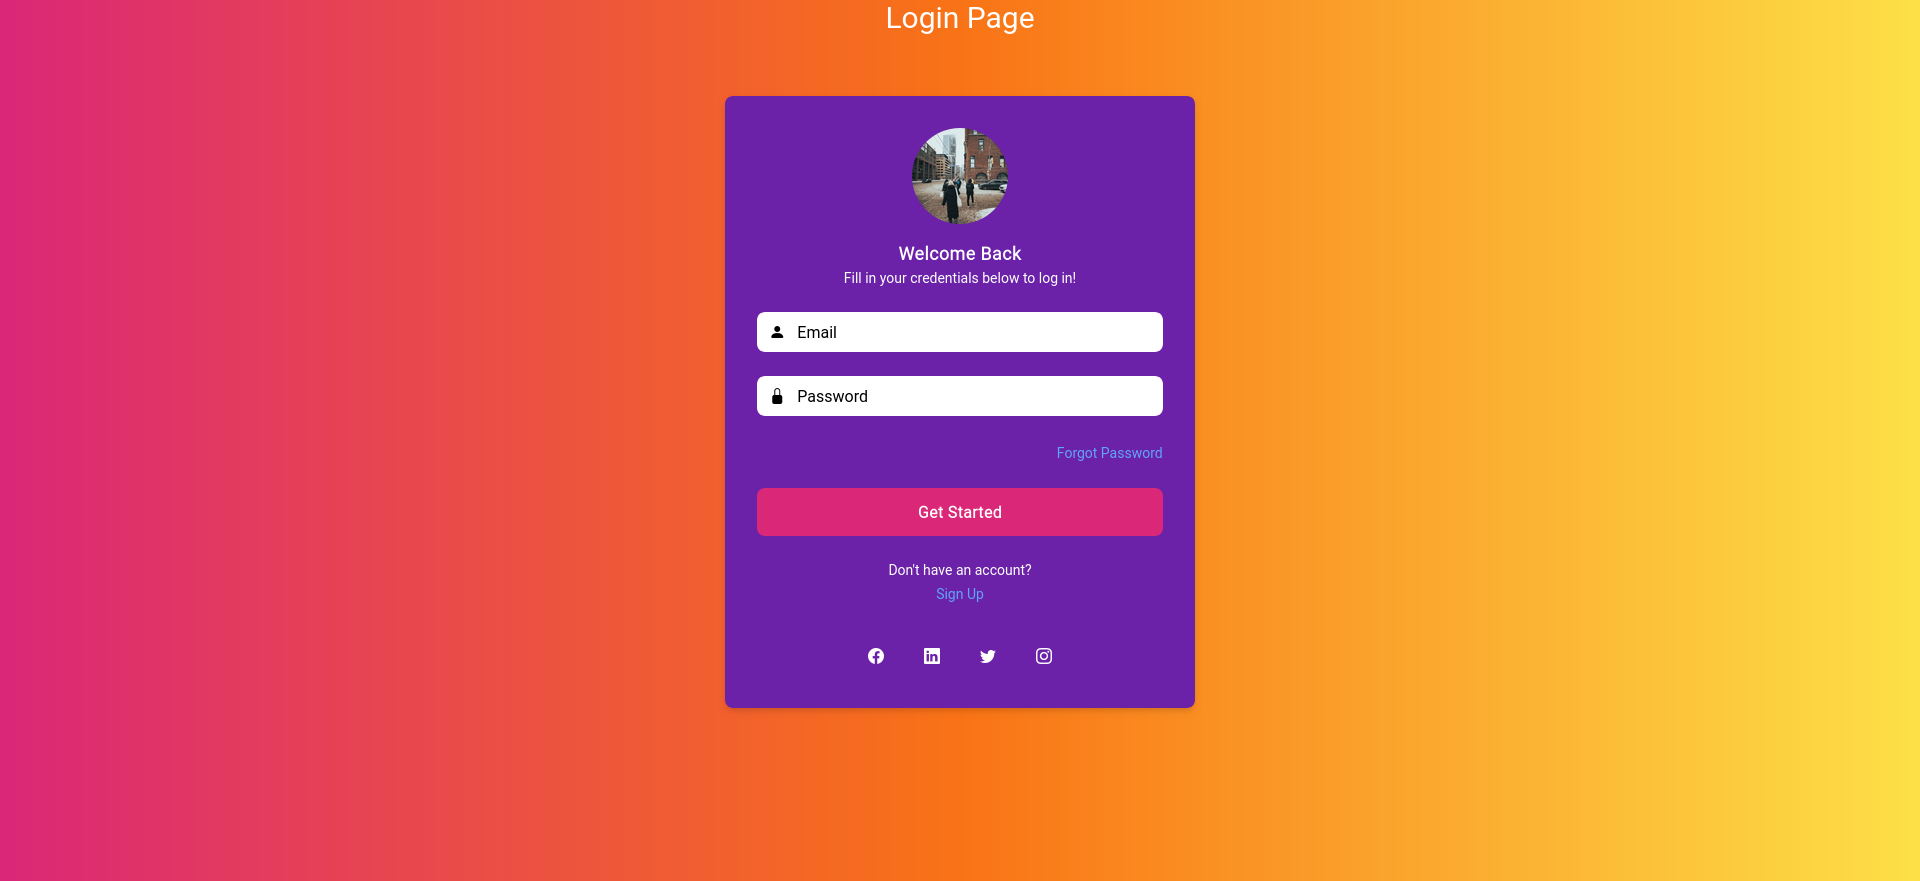 Login Page
Welcome Back
Fill in your credentials below to log in!
Email
Password
Forgot Password
Get Started
Don't have an account?
Sign Up